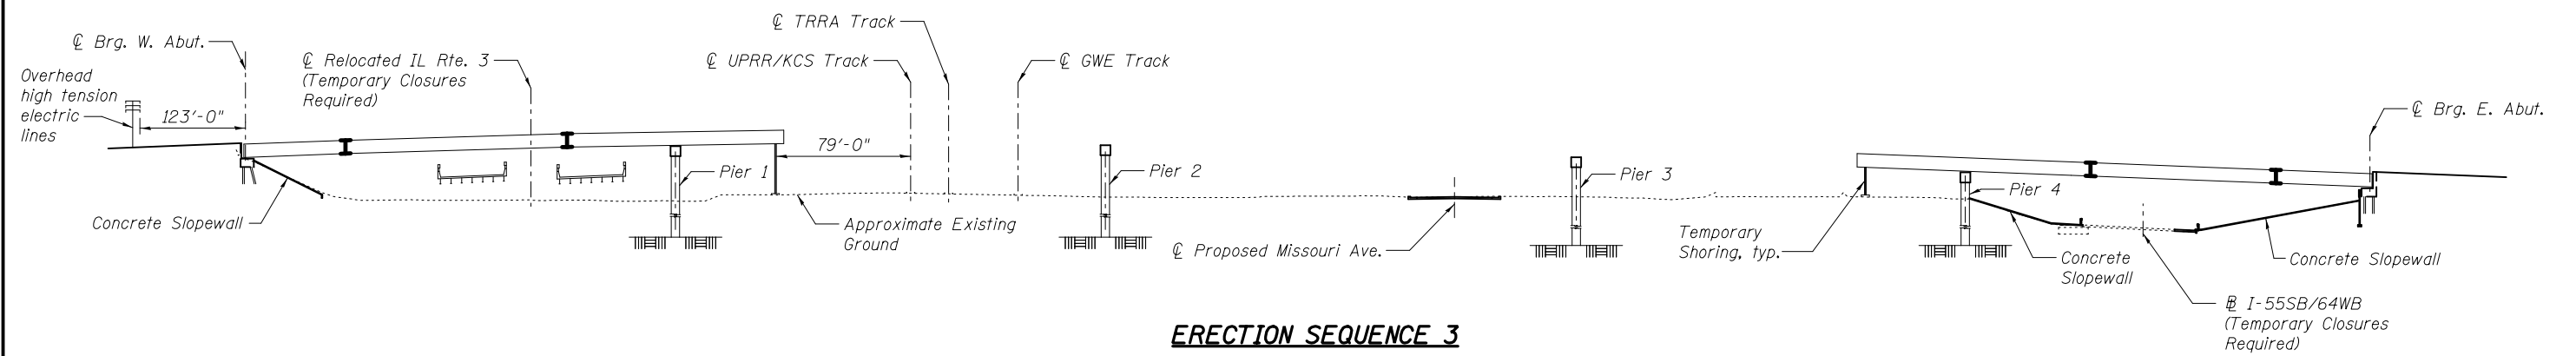 ℄ Brg. W. Abut.
Overhead
high tension
electric
lines
123'-0"
℄ Relocated IL Rte. 3
(Temporary Closures
Required)
℄ TRRA Track
℄ UPRR/KCS Track
℄ GWE Track
℄ Brg. E. Abut.
79'-0"
Pier 1
Pier 2
Pier 3
Pier 4
Concrete Slopewall
Approximate Existing
Ground
℄ Proposed Missouri Ave.
Temporary
Shoring, typ.
Concrete
Slopewall
Concrete Slopewall
B I-55SB/64WB
(Temporary Closures
Required)
ERECTION SEQUENCE 3